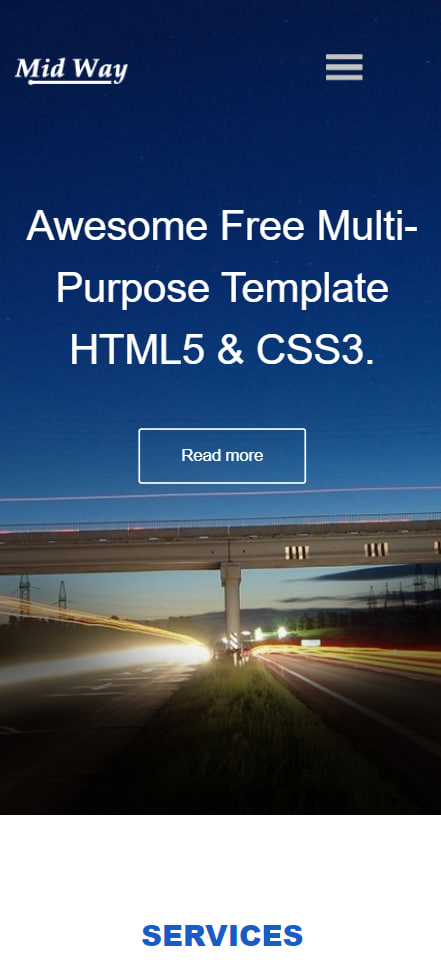 Mid Way
Awesome Free Multi-
Purpose Template
HTML5 & CSS3.
Read more
SERVICES